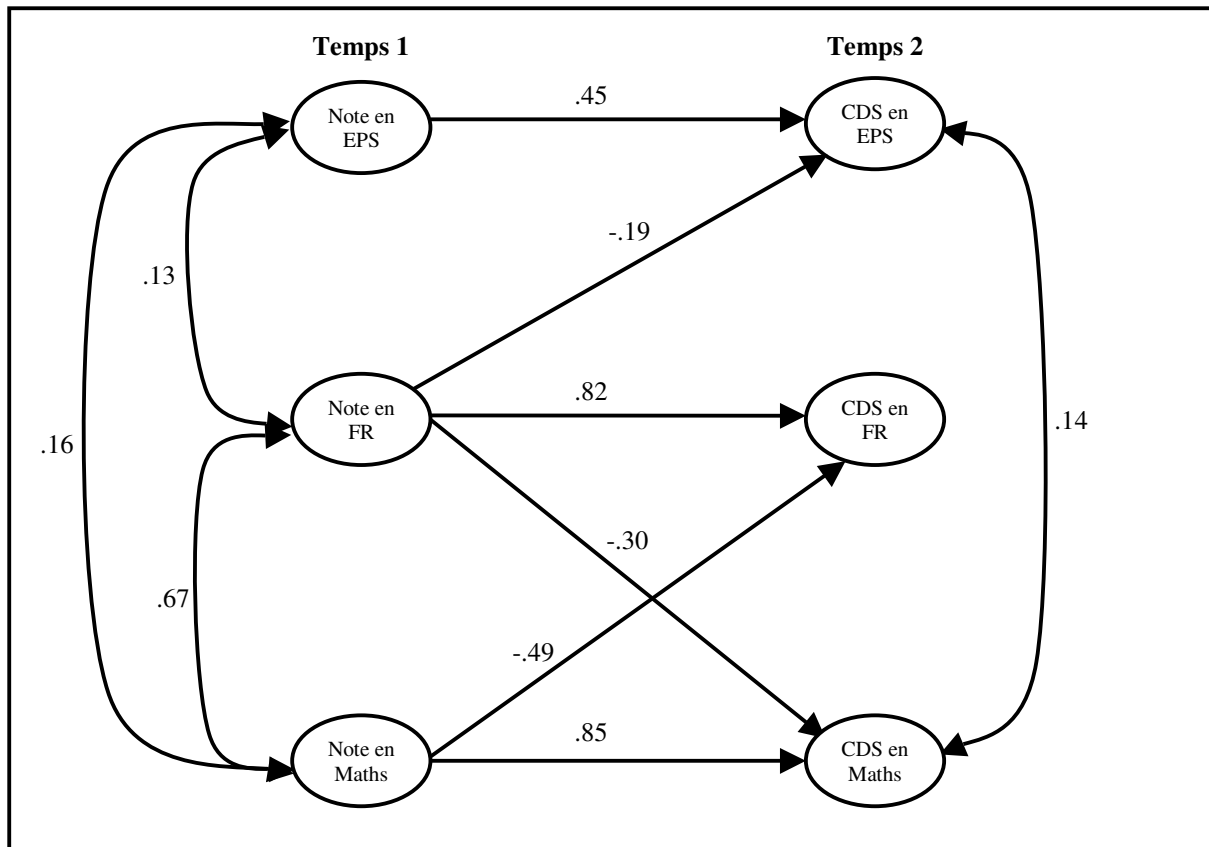 Temps 1
Temps 2
.45
Note en
EPS
CDS en
EPS
-.19
.13
.82
Note en
FR
CDS en
FR
.16
.14
-.30
.67
-.49
.85
Note en
Maths
CDS en
Maths